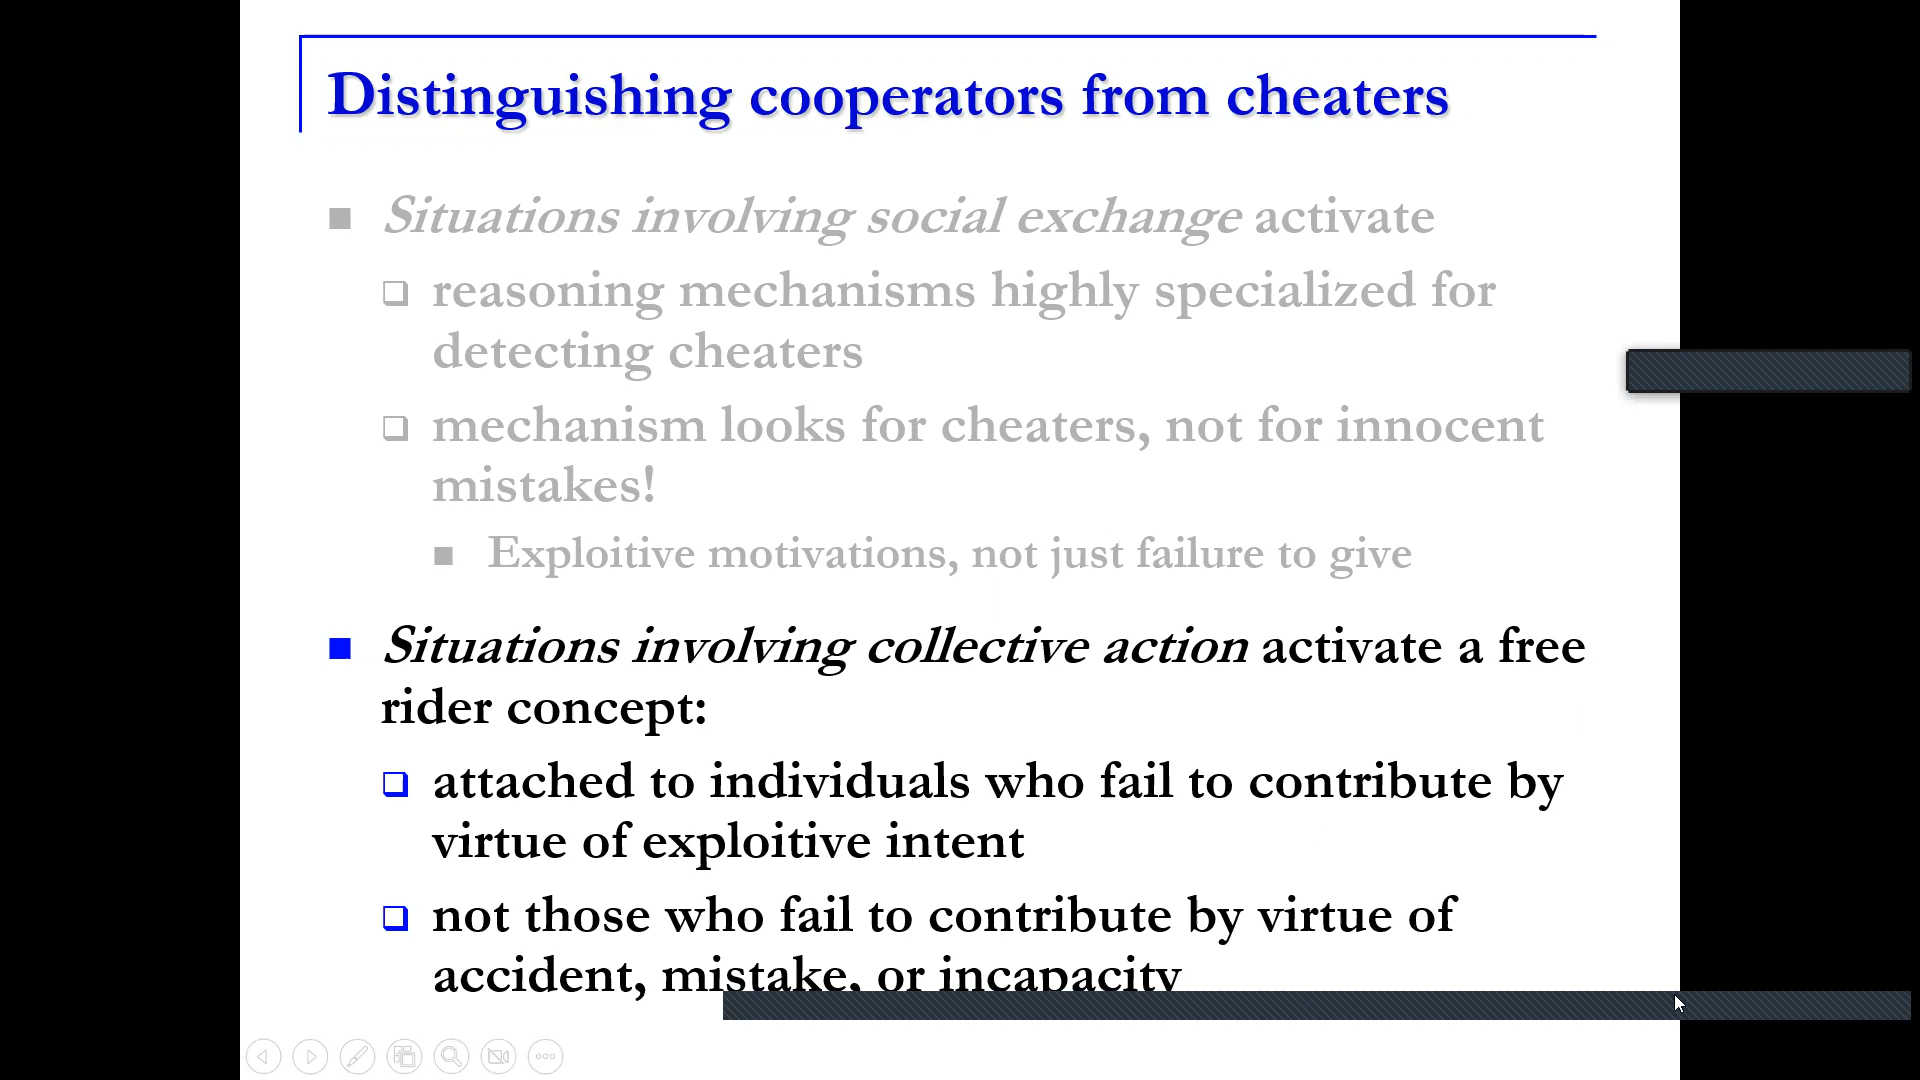 Distinguishing cooperators from cheaters
Situations involving social exchange activate
reasoning mechanisms highly specialized for
detecting cheaters
mechanism looks for cheaters, not for innocent
mistakes!
Exploitive motivations, not just failure to give
Situations involving collective action activate a free
rider concept:
attached to individuals who fail to contribute by
virtue of exploitive intent
not those who fail to contribute by virtue of
accident, mistake, or incapacity